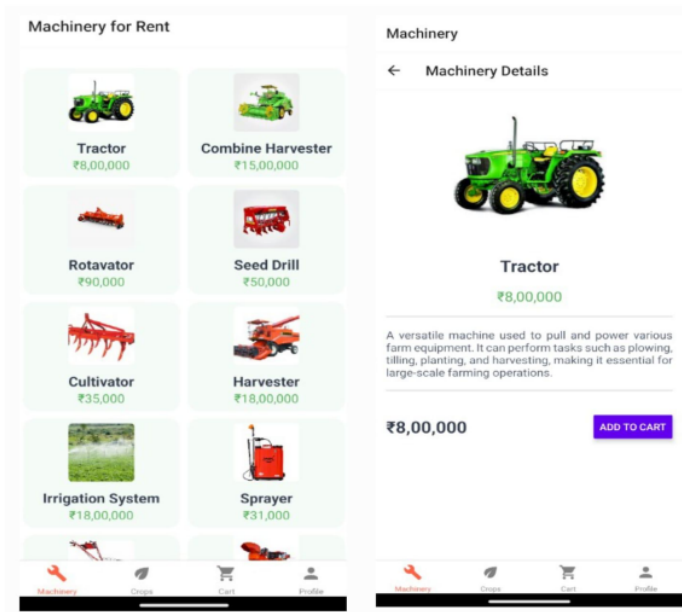 Machinery for Rent
Tractor
₹8,00,000
Combine Harvester
₹15,00,000
Rotavator
₹90,000
Seed Drill
₹50,000
Cultivator
₹35,000
Harvester
₹18,00,000
Irrigation System
₹18,00,000
Sprayer
₹31,000
Machinery
Crops
Cart
Profile
Machinery
Machinery Details
Tractor
₹8,00,000
A versatile machine used to pull and power various
farm equipment. It can perform tasks such as plowing,
tilling, planting, and harvesting, making it essential for
large-scale farming operations.
₹8,00,000
ADD TO CART
Machinery
Crops
Cart
Profile